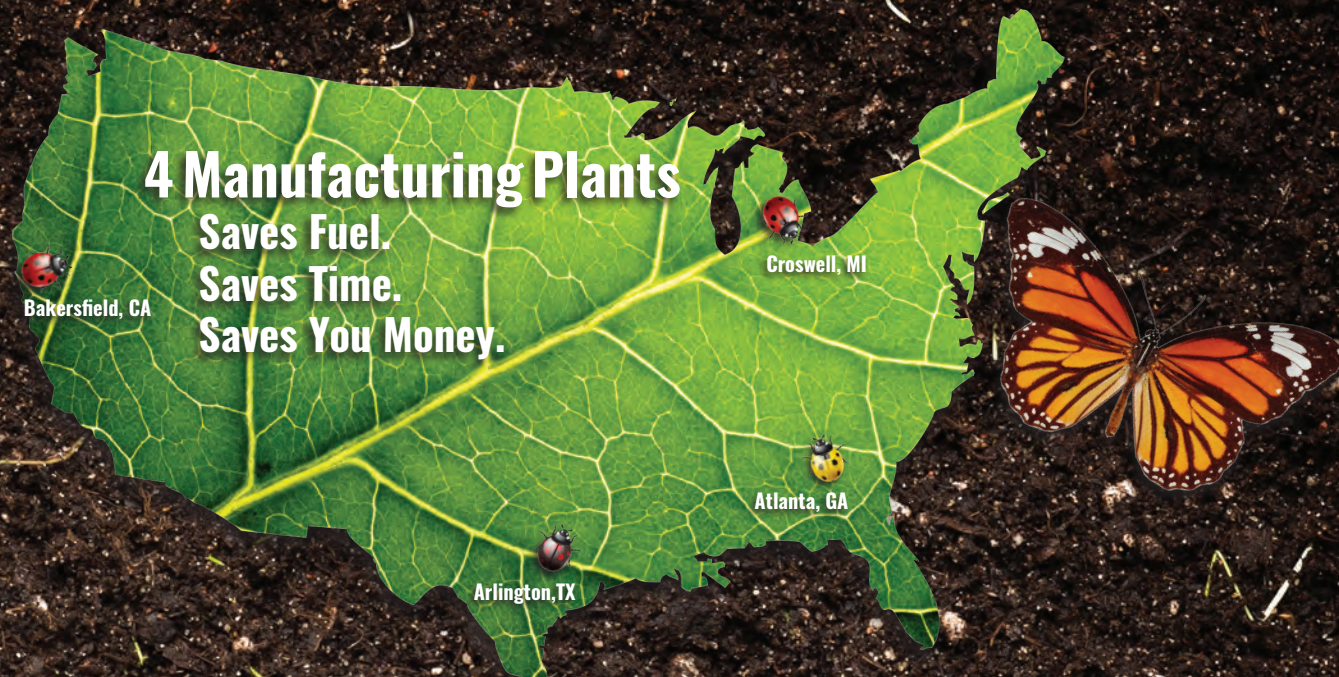 4 Manufacturing Plants
Saves Fuel.
Saves Time.
Saves You Money.
Croswell, MI
Bakersfield, CA
Atlanta, GA
Arlington,TX